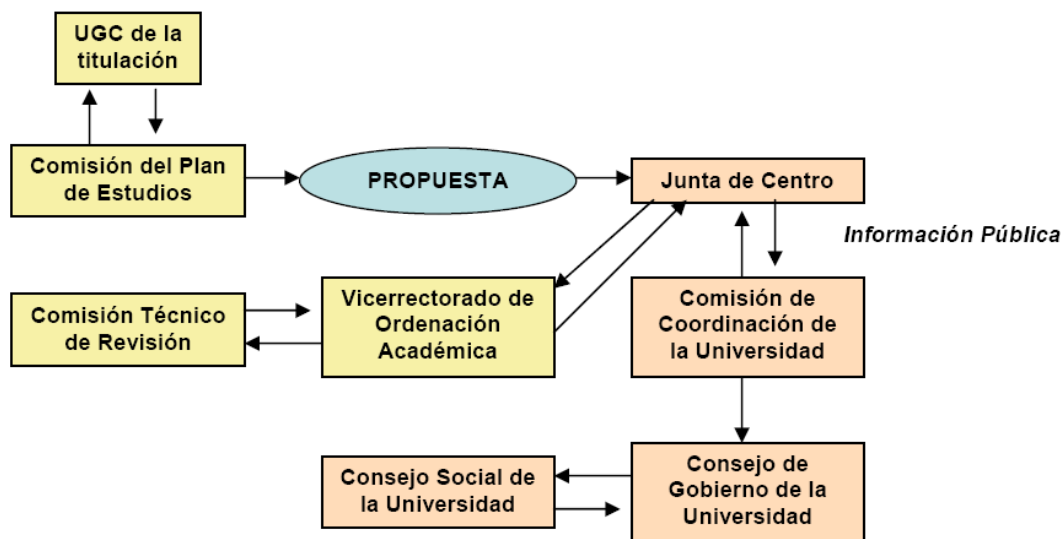 UGC de la
titulación
Comisión del Plan
de Estudios
PROPUESTA
Junta de Centro
Información Pública
Comisión Técnico
de Revisión
Vicerrectorado de
Ordenación
Académica
Comisión de
Coordinación de
la Universidad
Consejo Social de
la Universidad
Consejo de
Gobierno de la
Universidad